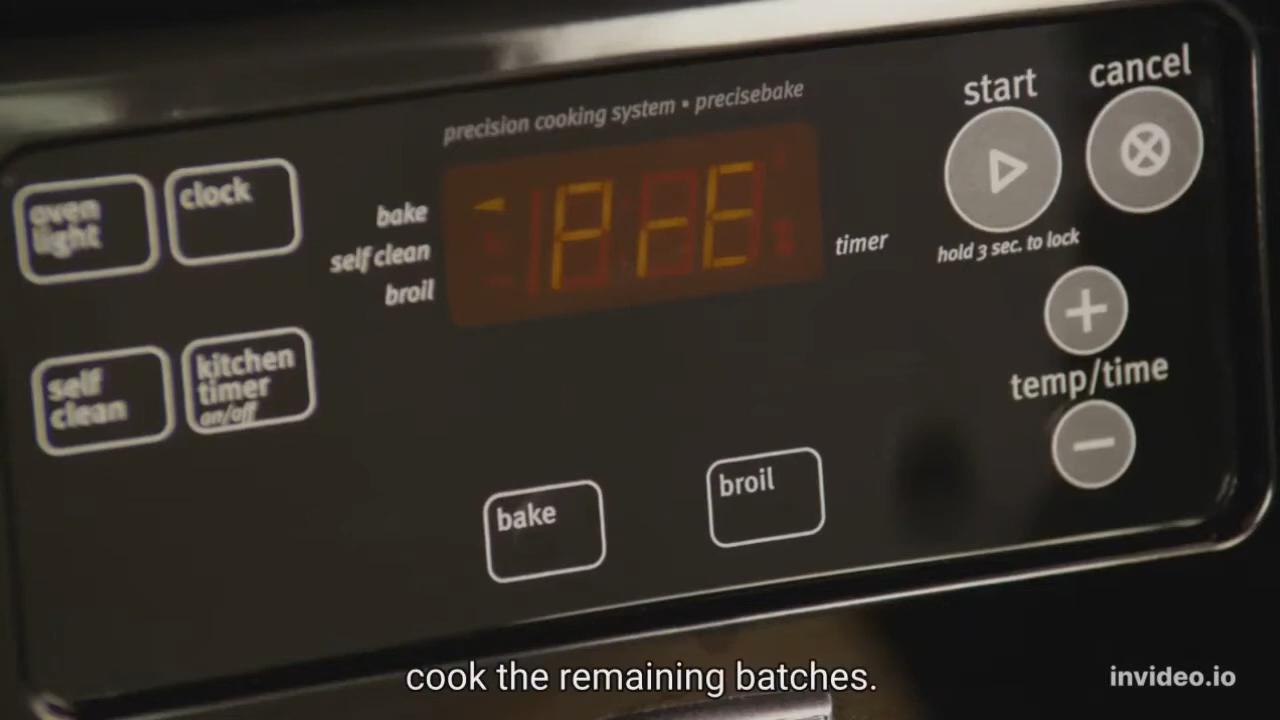 precision cooking system • precisebake
start
cancel
oven
light
clock
bake
self clean
broil
PrE
timer
hold 3 sec. to lock
self
clean
kitchen
timer
on/off
temp/time
bake
broil
cook the remaining batches.
invideo.io